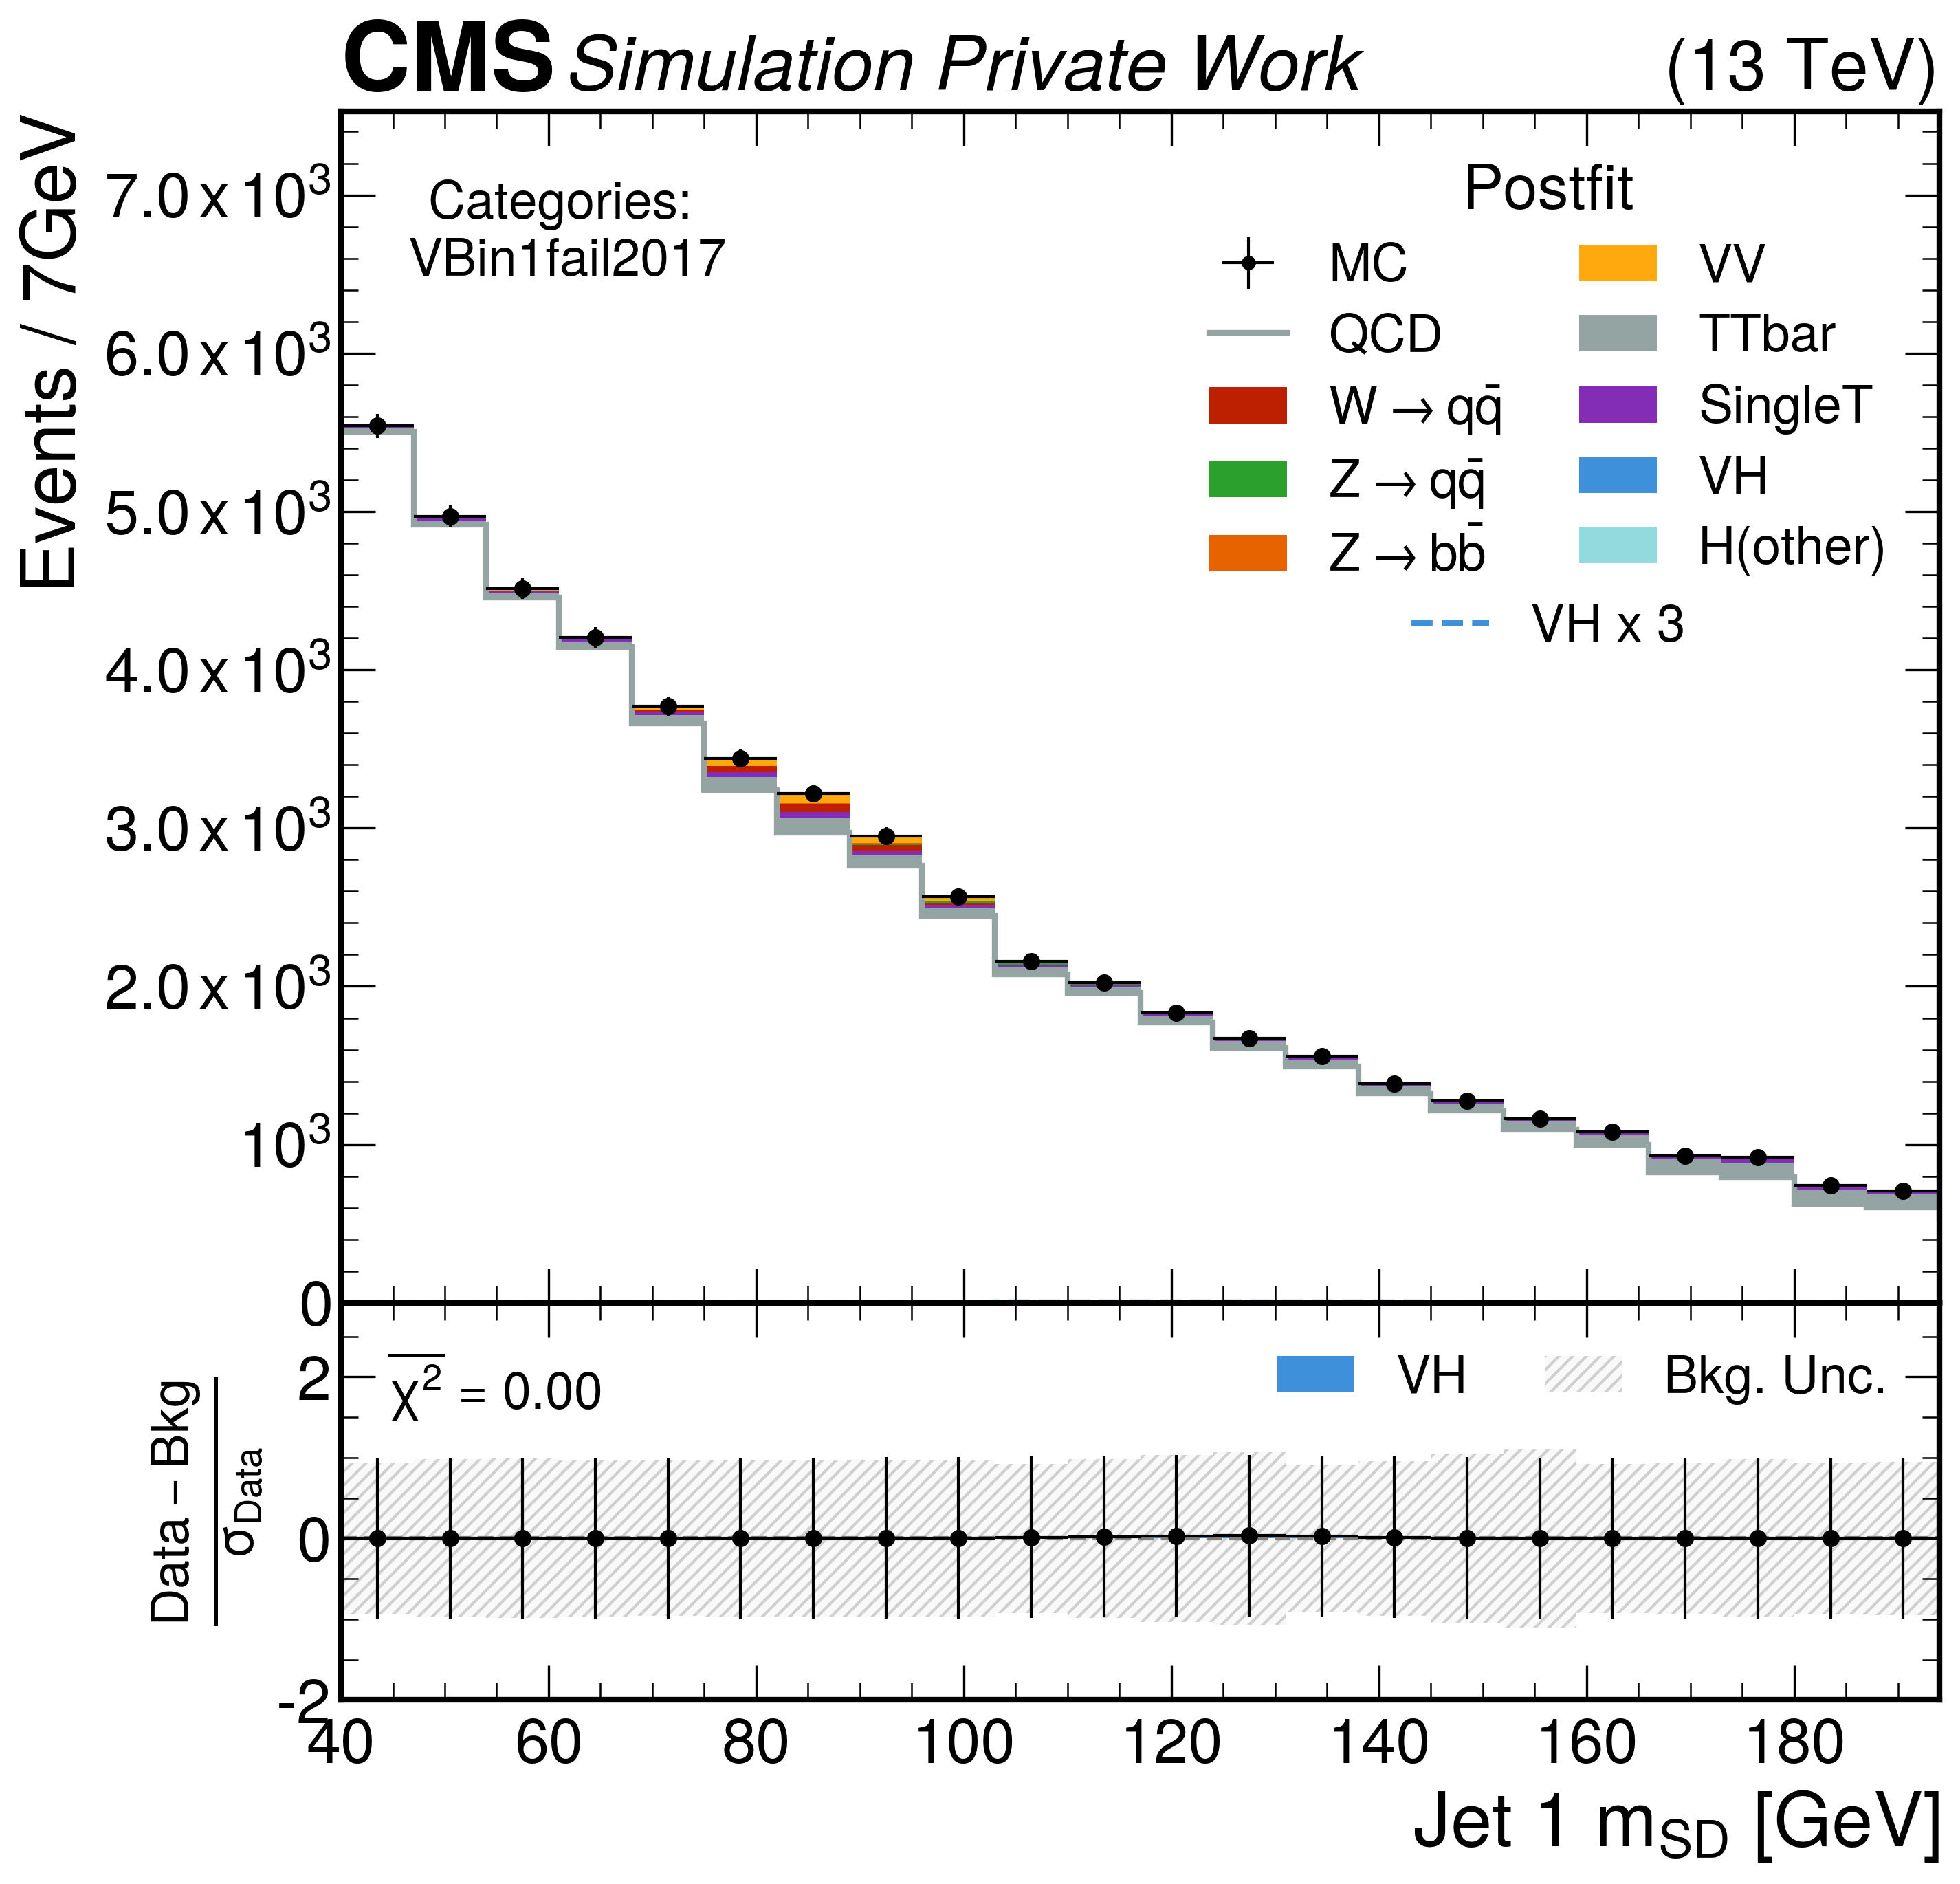 CMS Simulation Private Work (13 TeV)
Events / 7GeV
7.0 x 10³
6.0 x 10³
5.0 x 10³
4.0 x 10³
3.0 x 10³
2.0 x 10³
10³
0
Categories:
VBin1fail2017
Postfit
MC
QCD
W → qq̄
Z → qq̄
Z → bb̄
VV
TTbar
SingleT
VH
H(other)
VH x 3
Data − Bkg
σ_Data
2
0
-2
χ̅² = 0.00
VH
Bkg. Unc.
40 60 80 100 120 140 160 180
Jet 1 m_SD [GeV]